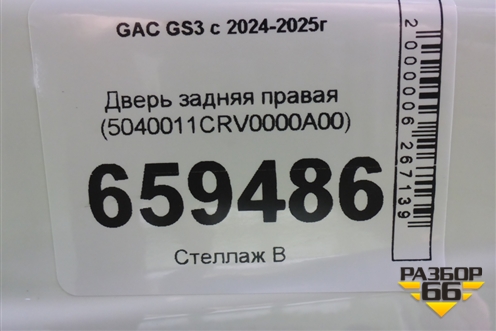 GAC GS3 с 2024-2025г
Дверь задняя правая
(5040011CRV0000A00)
659486
Стеллаж В
2000006267139
РАЗБОР
66